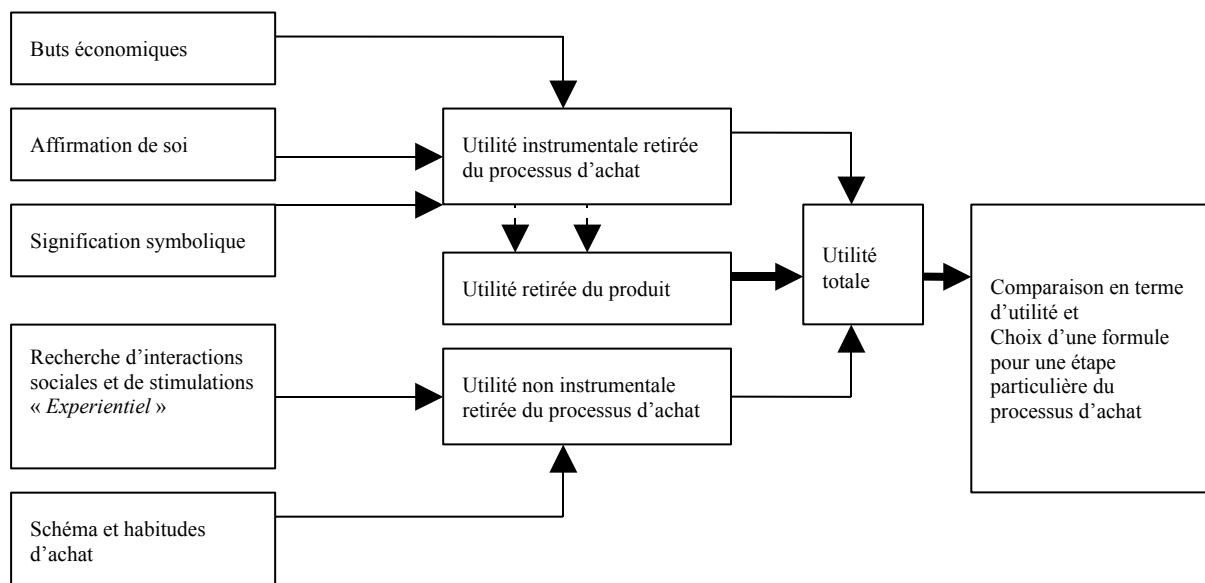 Buts économiques
Affirmation de soi
Signification symbolique
Recherche d’interactions
sociales et de stimulations
« Experientiel »
Schéma et habitudes
d’achat
Utilité instrumentale retirée
du processus d’achat
Utilité retirée du produit
Utilité non instrumentale
retirée du processus d’achat
Utilité
totale
Comparaison en terme
d’utilité et
Choix d’une formule
pour une étape
particulière du
processus d’achat